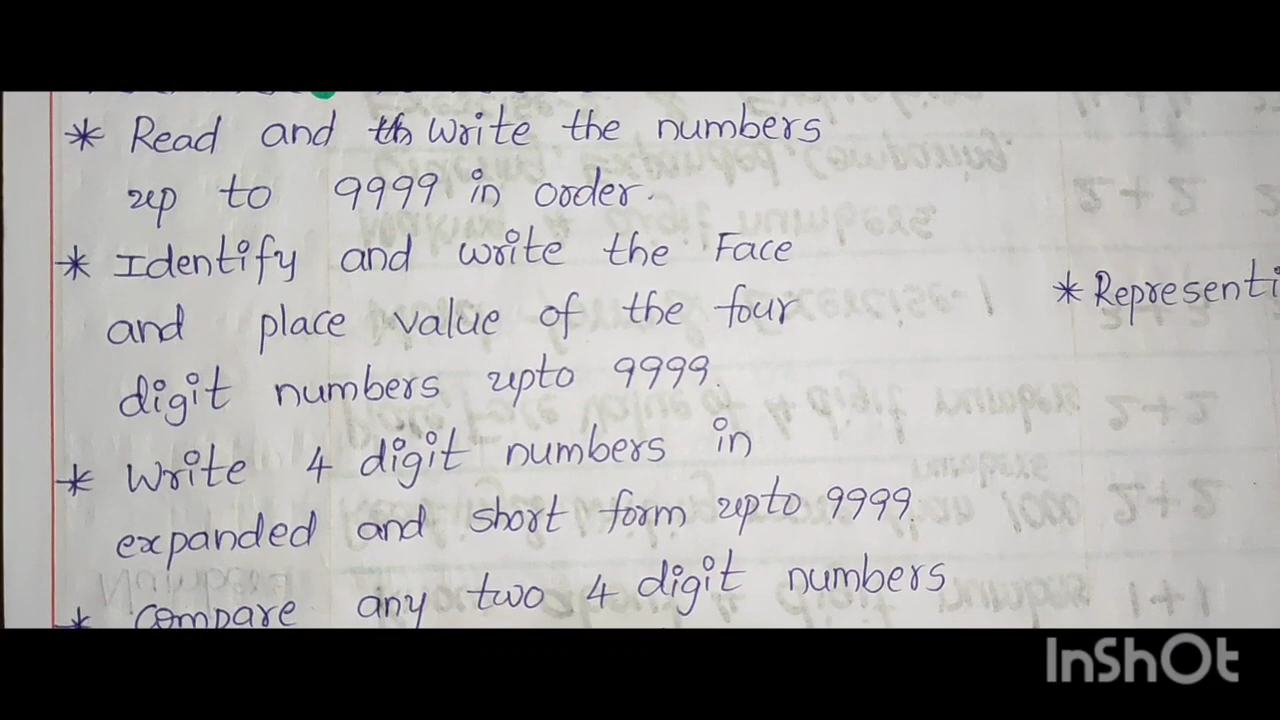 * Read and th Write the numbers
up to 9999 in order.
* Identify and write the Face
and place value of the four
digit numbers upto 9999.
* Representi
* Write 4 digit numbers in
expanded and short form upto 9999.
* Compare any two 4 digit numbers
InShOt